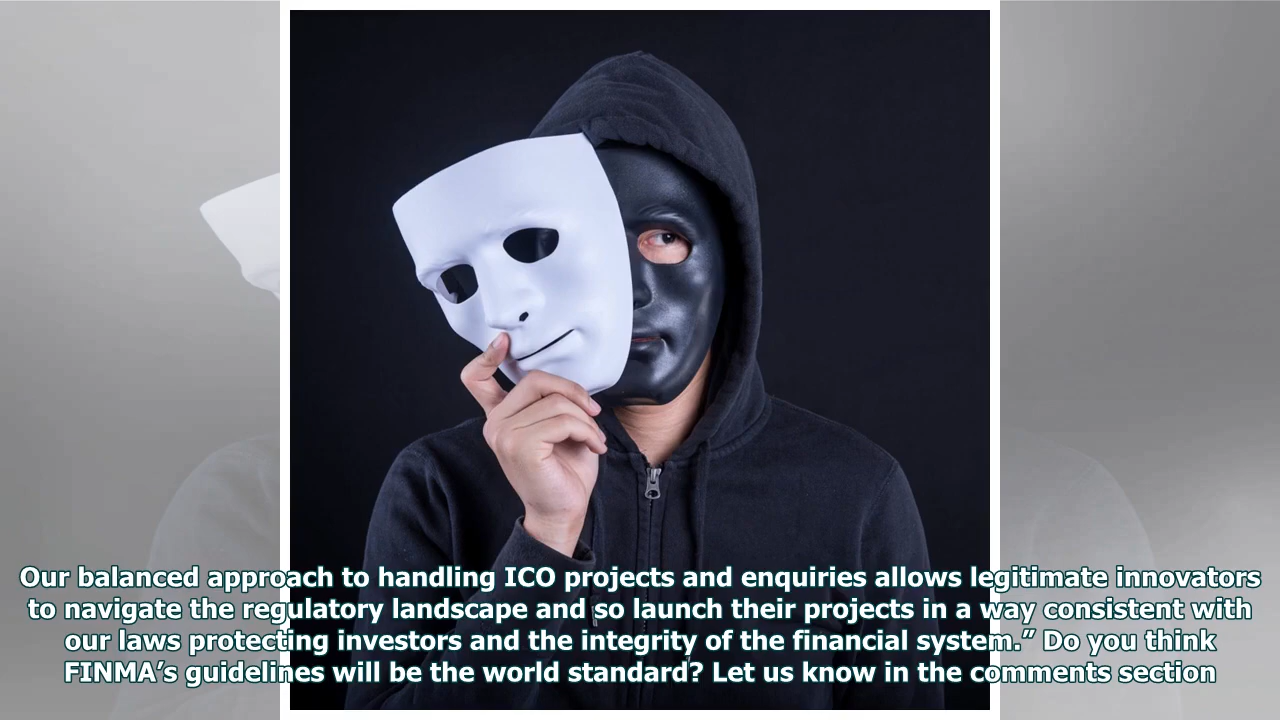 Our balanced approach to handling ICO projects and enquiries allows legitimate innovators
to navigate the regulatory landscape and so launch their projects in a way consistent with
our laws protecting investors and the integrity of the financial system.” Do you think
FINMA’s guidelines will be the world standard? Let us know in the comments section